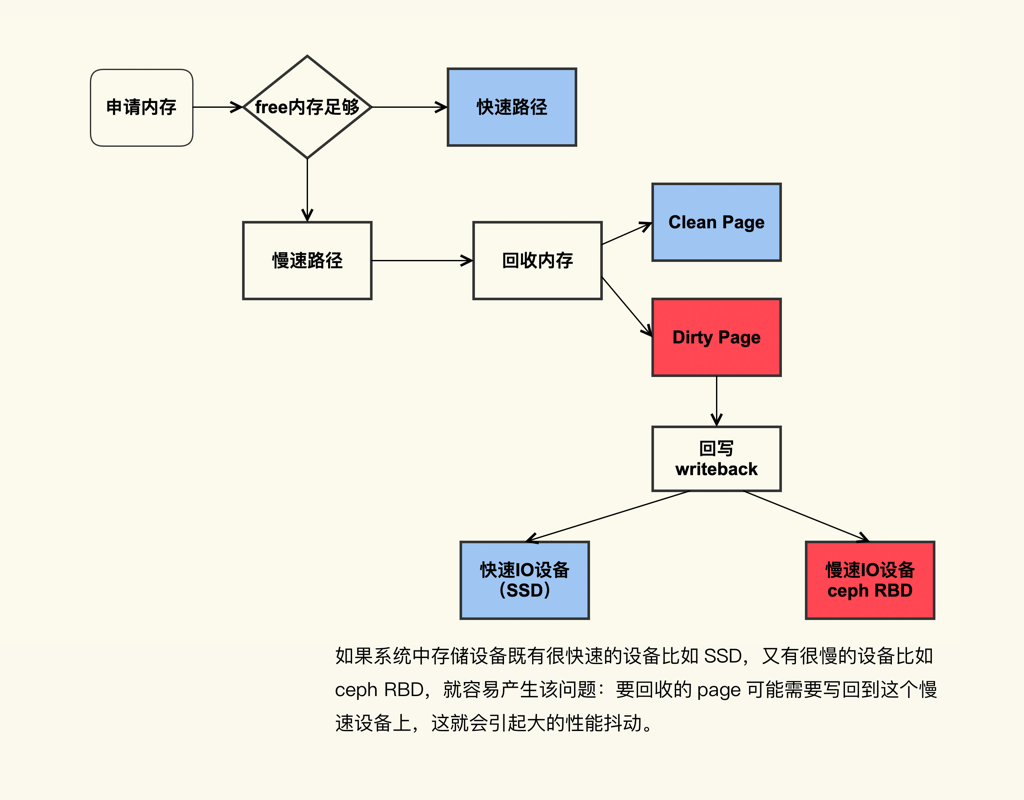 申请内存
free内存足够
快速路径
慢速路径
回收内存
Clean Page
Dirty Page
回写
writeback
快速IO设备
（SSD）
慢速IO设备
ceph RBD
如果系统中存储设备既有很快速的设备比如 SSD，又有很慢的设备比如
ceph RBD，就容易产生该问题：要回收的 page 可能需要写回到这个慢
速设备上，这就会引起大的性能抖动。